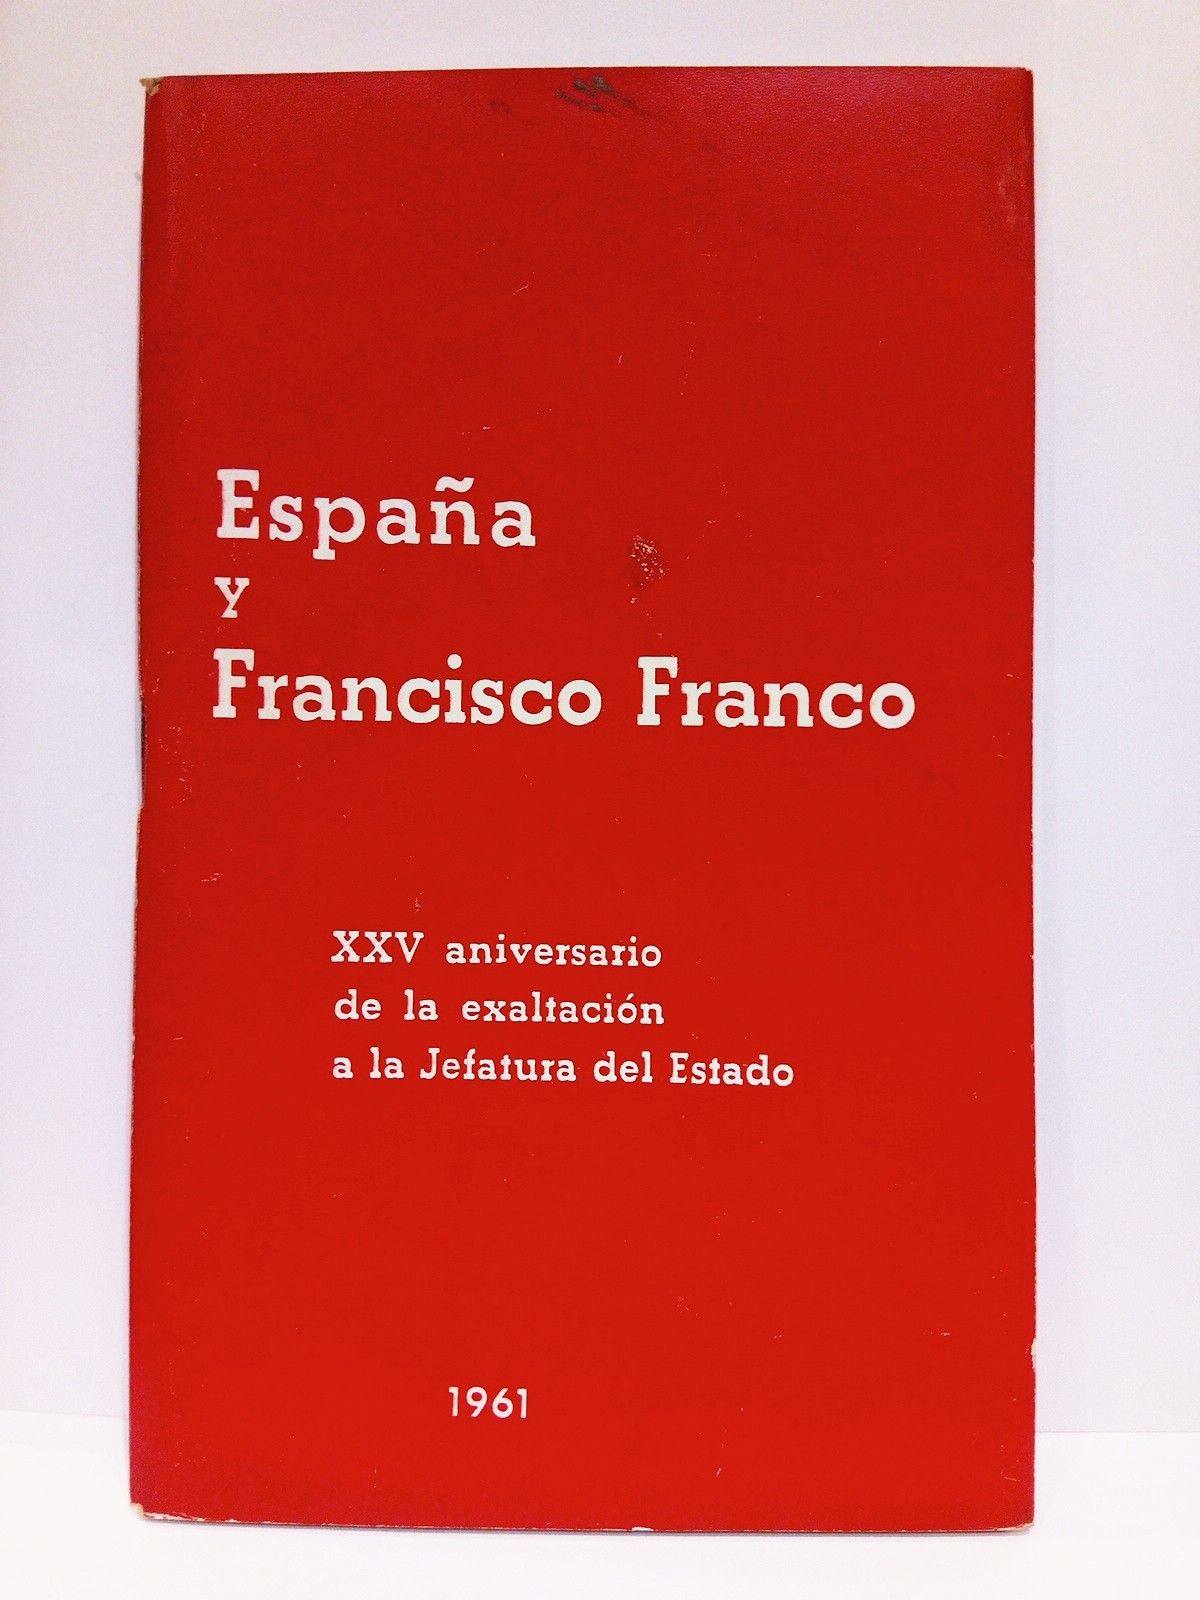 España
y
Francisco Franco
XXV aniversario
de la exaltación
a la Jefatura del Estado
1961